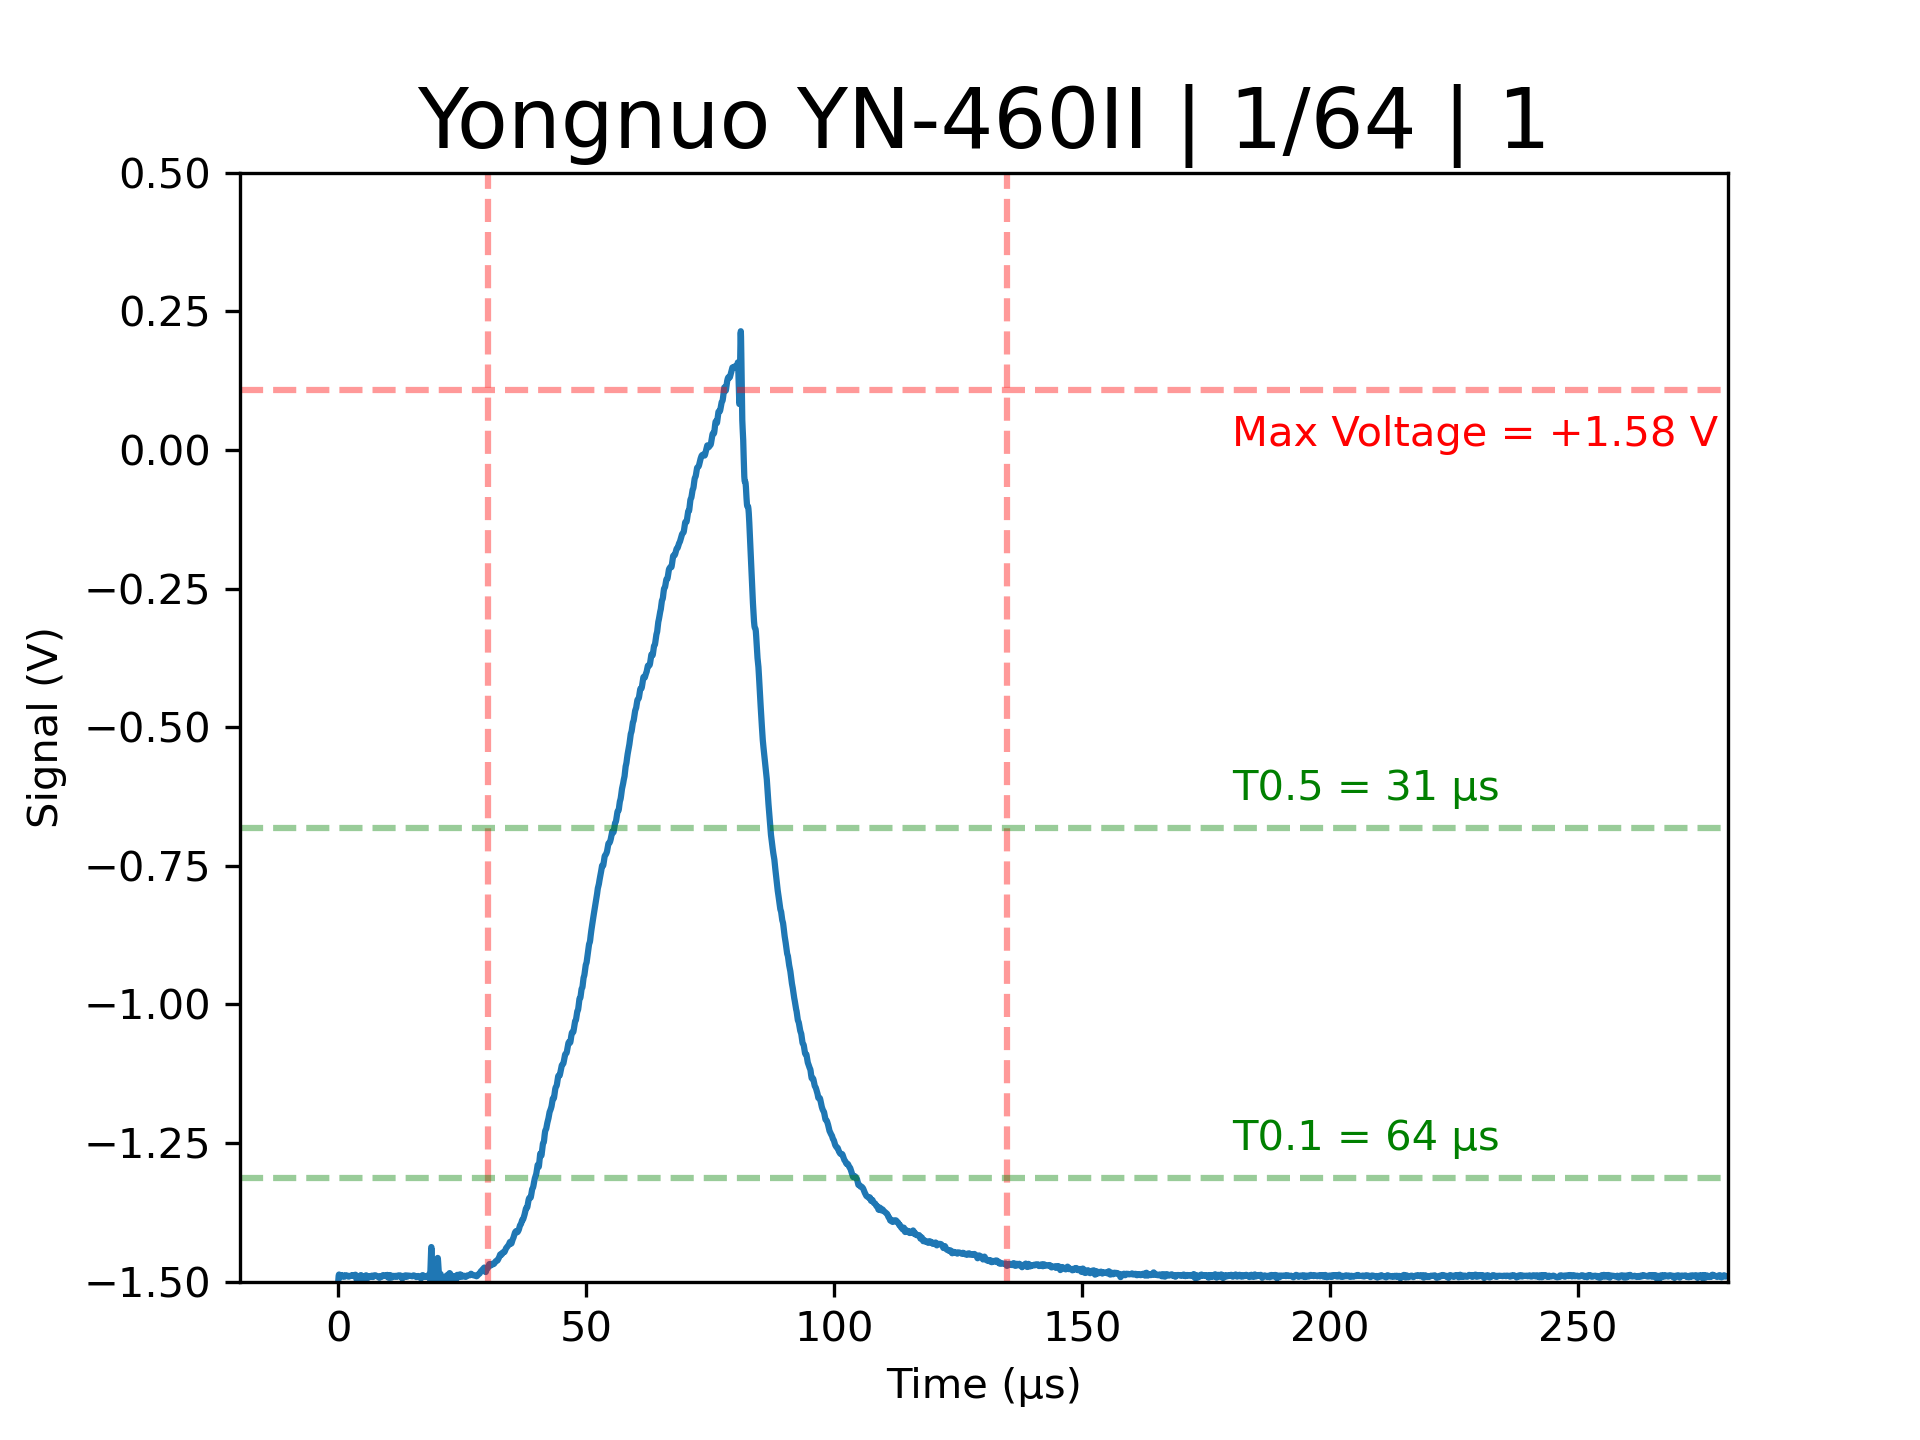 Yongnuo YN-460II | 1/64 | 1
0.50
0.25
0.00
−0.25
−0.50
−0.75
−1.00
−1.25
−1.50
Signal (V)
Max Voltage = +1.58 V
T0.5 = 31 µs
T0.1 = 64 µs
0 50 100 150 200 250
Time (µs)